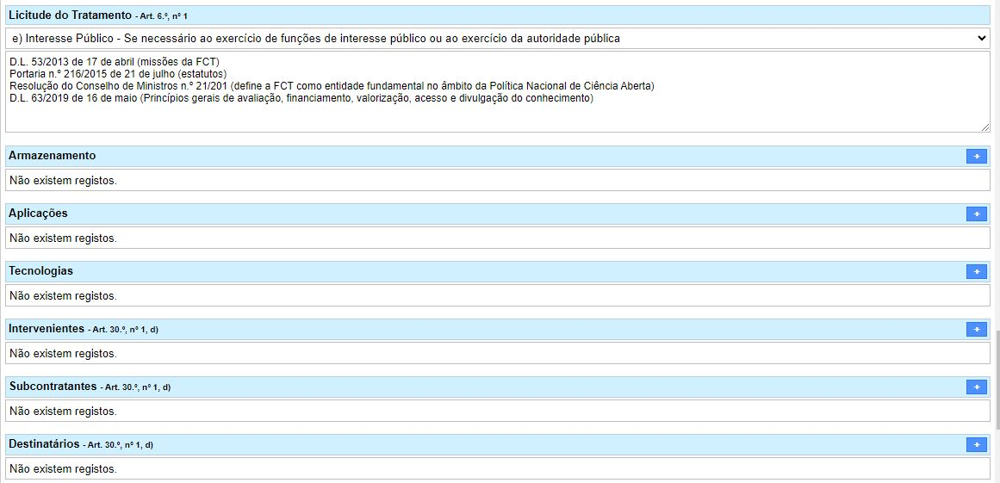 Licitude do Tratamento - Art. 6.º, nº 1
e) Interesse Público - Se necessário ao exercício de funções de interesse público ou ao exercício da autoridade pública
D.L. 53/2013 de 17 de abril (missões da FCT)
Portaria n.º 216/2015 de 21 de julho (estatutos)
Resolução do Conselho de Ministros n.º 21/201 (define a FCT como entidade fundamental no âmbito da Política Nacional de Ciência Aberta)
D.L. 63/2019 de 16 de maio (Princípios gerais de avaliação, financiamento, valorização, acesso e divulgação do conhecimento)
Armazenamento +
Não existem registos.
Aplicações +
Não existem registos.
Tecnologias +
Não existem registos.
Intervenientes - Art. 30.º, nº 1, d) +
Não existem registos.
Subcontratantes - Art. 30.º, nº 1, d) +
Não existem registos.
Destinatários - Art. 30.º, nº 1, d) +
Não existem registos.